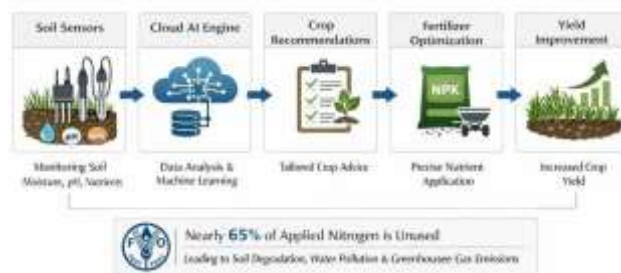 Soil Sensors
Cloud AI Engine
Crop
Recommendations
Fertilizer
Optimization
Yield
Improvement
NPK
Monitoring Soil
Moisture, pH, Nutrients
Data Analysis &
Machine Learning
Tailored Crop Advice
Precise Nutrient
Application
Increased Crop
Yield
F O
Nearly 65% of Applied Nitrogen is Unused
Leading to Soil Degradation, Water Pollution & Greenhousee Gas Emissions